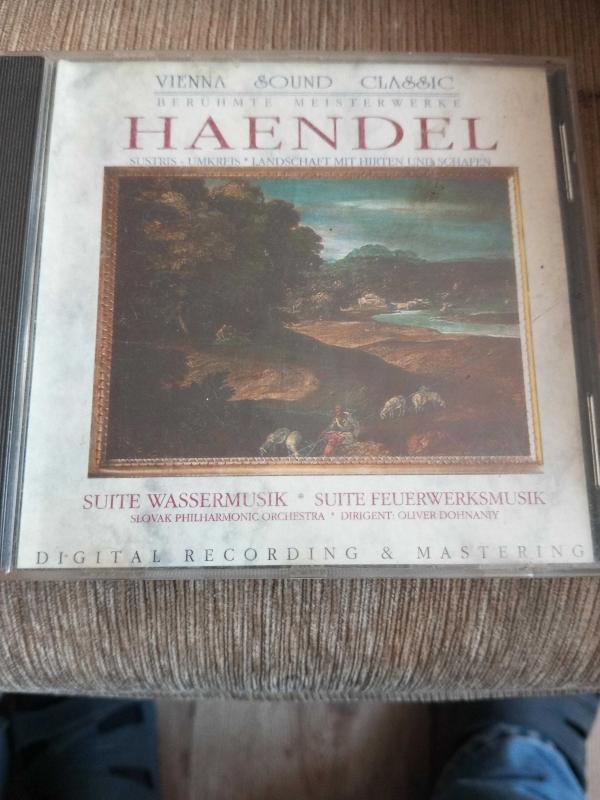 VIENNA SOUND CLASSIC
BERÜHMTE MEISTERWERKE
HAENDEL
SUSTRIS - UMKREIS * LANDSCHAFT MIT HIRTEN UND SCHAFEN
SUITE WASSERMUSIK * SUITE FEUERWERKSMUSIK
SLOVAK PHILHARMONIC ORCHESTRA * DIRIGENT: OLIVER DOHNANIY
DIGITAL RECORDING & MASTERING